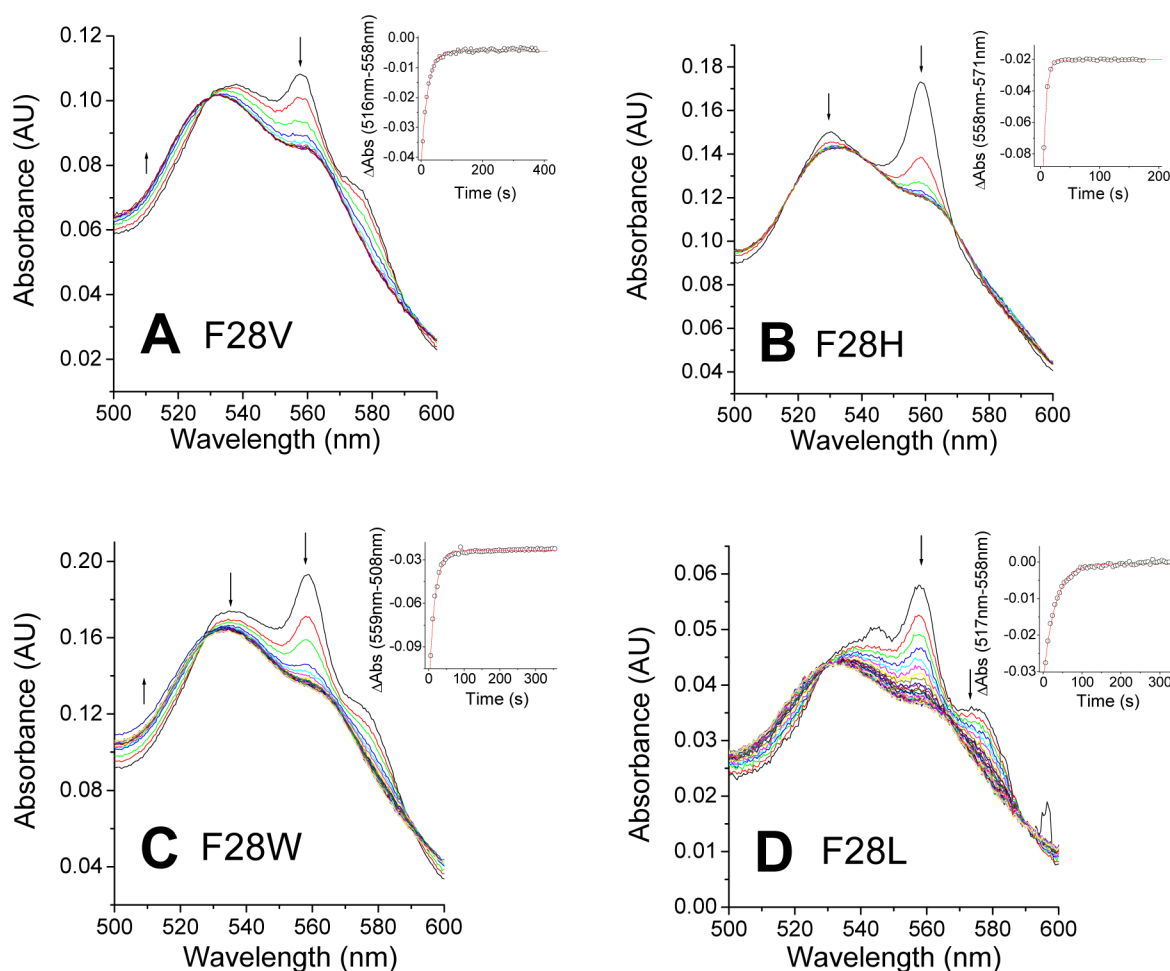 0.12
0.10
0.08
0.06
0.04
0.02
Absorbance (AU)
500 520 540 560 580 600
Wavelength (nm)
A F28V
0.00
-0.01
-0.02
-0.03
-0.04
ΔAbs (516nm-558nm)
0 200 400
Time (s)
0.18
0.16
0.14
0.12
0.10
0.08
0.06
0.04
Absorbance (AU)
500 520 540 560 580 600
Wavelength (nm)
B F28H
-0.02
-0.04
-0.06
-0.08
ΔAbs (558nm-571nm)
0 100 200
Time (s)
0.20
0.16
0.12
0.08
0.04
Absorbance (AU)
500 520 540 560 580 600
Wavelength (nm)
C F28W
-0.03
-0.06
-0.09
ΔAbs (559nm-508nm)
0 100 200 300
Time (s)
0.06
0.05
0.04
0.03
0.02
0.01
0.00
Absorbance (AU)
500 520 540 560 580 600
Wavelength (nm)
D F28L
0.00
-0.01
-0.02
-0.03
ΔAbs (517nm-558nm)
0 100 200 300
Time (s)